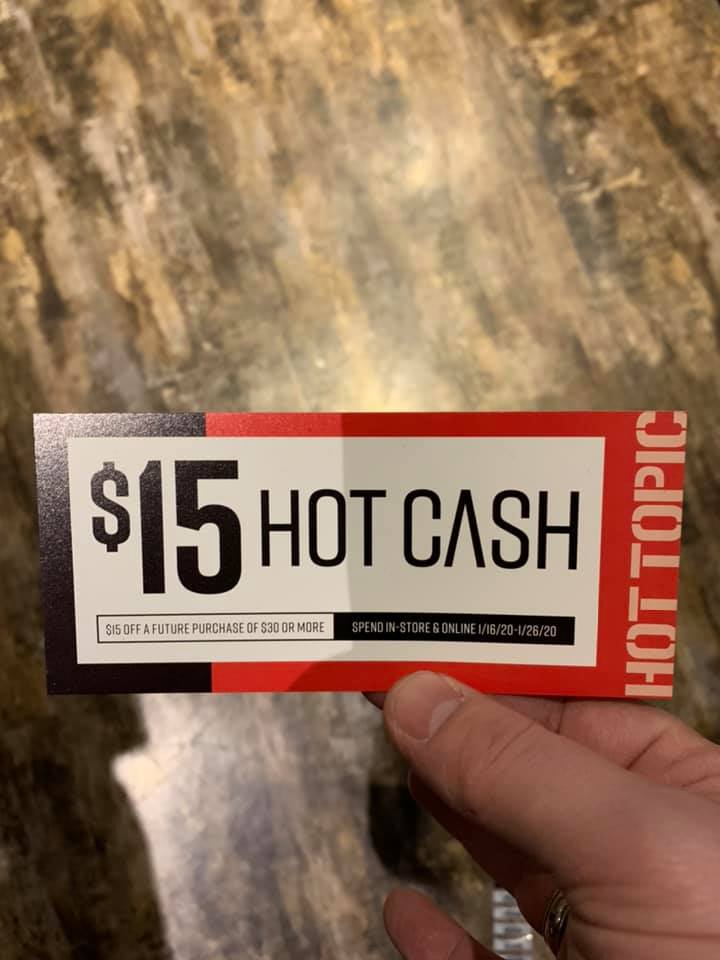 $15 HOT CASH
$15 OFF A FUTURE PURCHASE OF $30 OR MORE
SPEND IN-STORE & ONLINE 1/16/20-1/26/20
HOT TOPIC